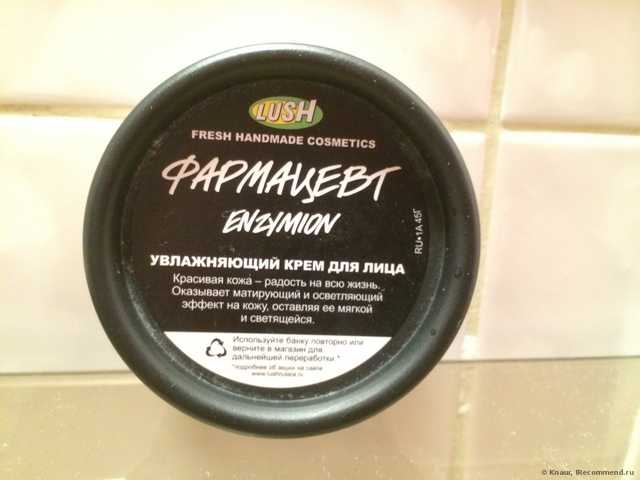 LUSH
FRESH HANDMADE COSMETICS
ФАРМАЦЕВТ
ENZYMION
RU•1A 45Г
УВЛАЖНЯЮЩИЙ КРЕМ ДЛЯ ЛИЦА
Красивая кожа – радость на всю жизнь.
Оказывает матирующий и осветляющий
эффект на кожу, оставляя ее мягкой
и светящейся.
Используйте банку повторно или
верните в магазин для
дальнейшей переработки.*
*подробнее об акции на сайте
www.lushrussia.ru
© Knaur, IRecommend.ru